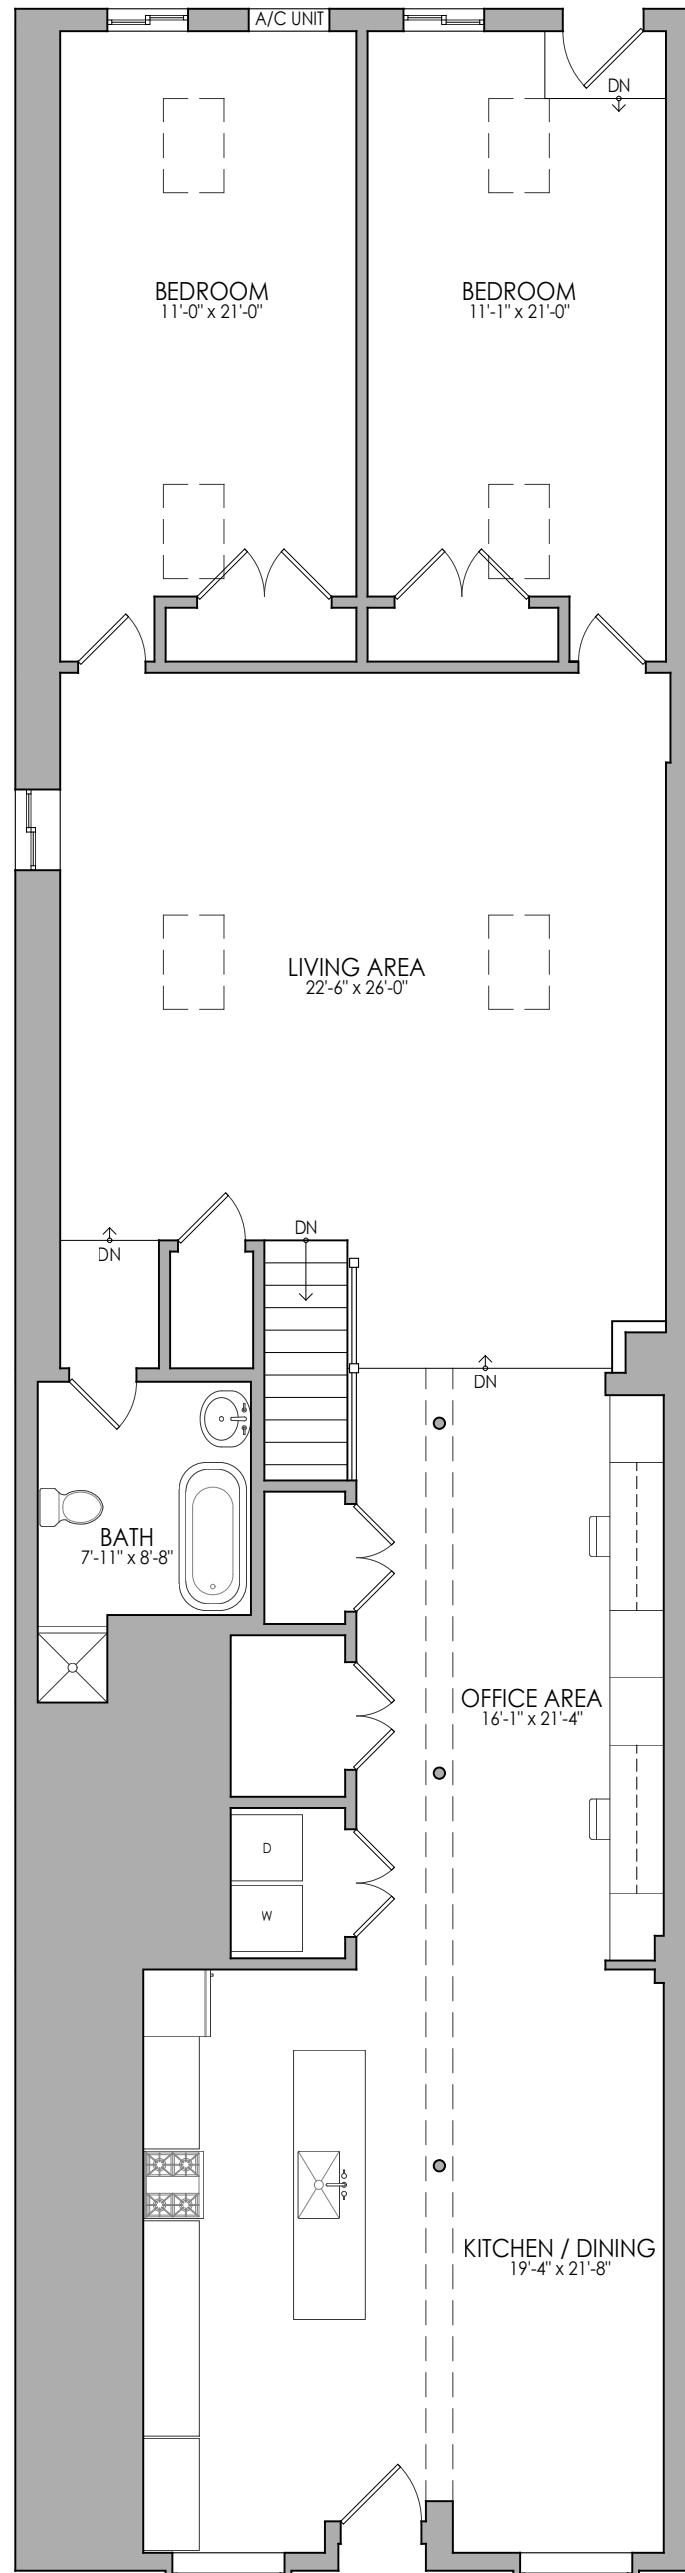 A/C UNIT
DN
BEDROOM
11'-0" x 21'-0"
BEDROOM
11'-1" x 21'-0"
LIVING AREA
22'-6" x 26'-0"
DN
DN
DN
BATH
7'-11" x 8'-8"
OFFICE AREA
16'-1" x 21'-4"
D
W
KITCHEN / DINING
19'-4" x 21'-8"